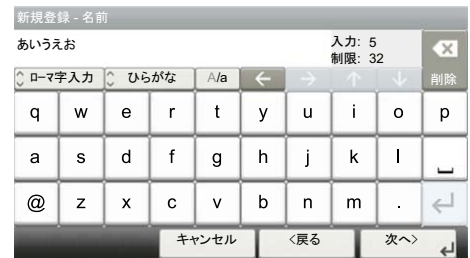 新規登録 - 名前
あいうえお
入力: 5
制限: 32
削除
ローマ字入力 ひらがな A/a
q w e r t y u i o p
a s d f g h j k l
@ z x c v b n m .
キャンセル <戻る 次へ>